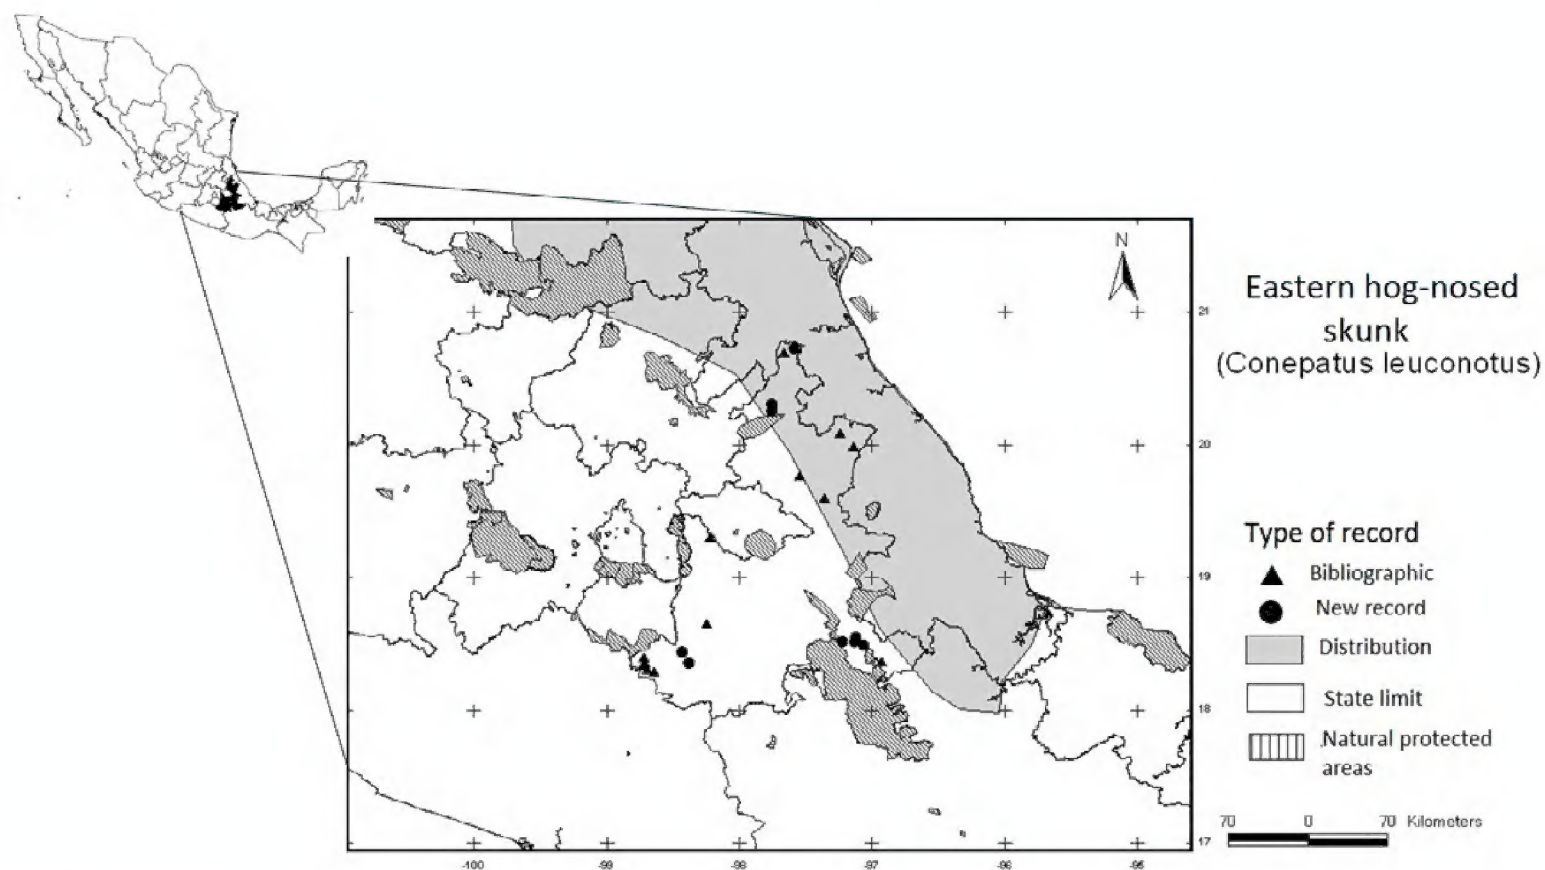 N
Eastern hog-nosed
skunk
(Conepatus leuconotus)
21
20
19
18
17
-100
-99
-98
-97
-96
-95
Type of record
Bibliographic
New record
Distribution
State limit
Natural protected
areas
70 0 70 Kilometers